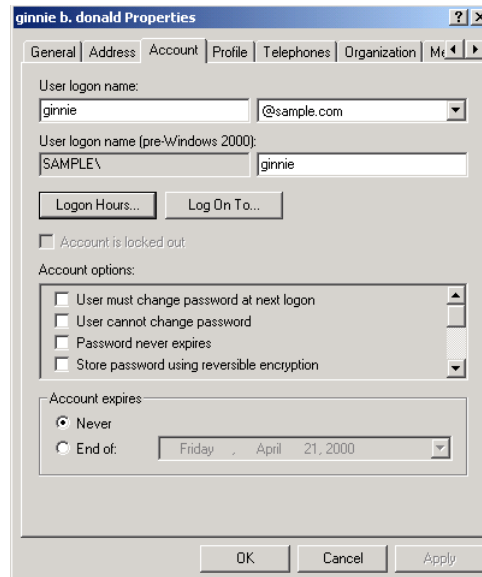 ginnie b. donald Properties
General Address Account Profile Telephones Organization Me
User logon name:
ginnie @sample.com
User logon name (pre-Windows 2000):
SAMPLE\ ginnie
Logon Hours... Log On To...
Account is locked out
Account options:
User must change password at next logon
User cannot change password
Password never expires
Store password using reversible encryption
Account expires
Never
End of: Friday , April 21, 2000
OK Cancel Apply